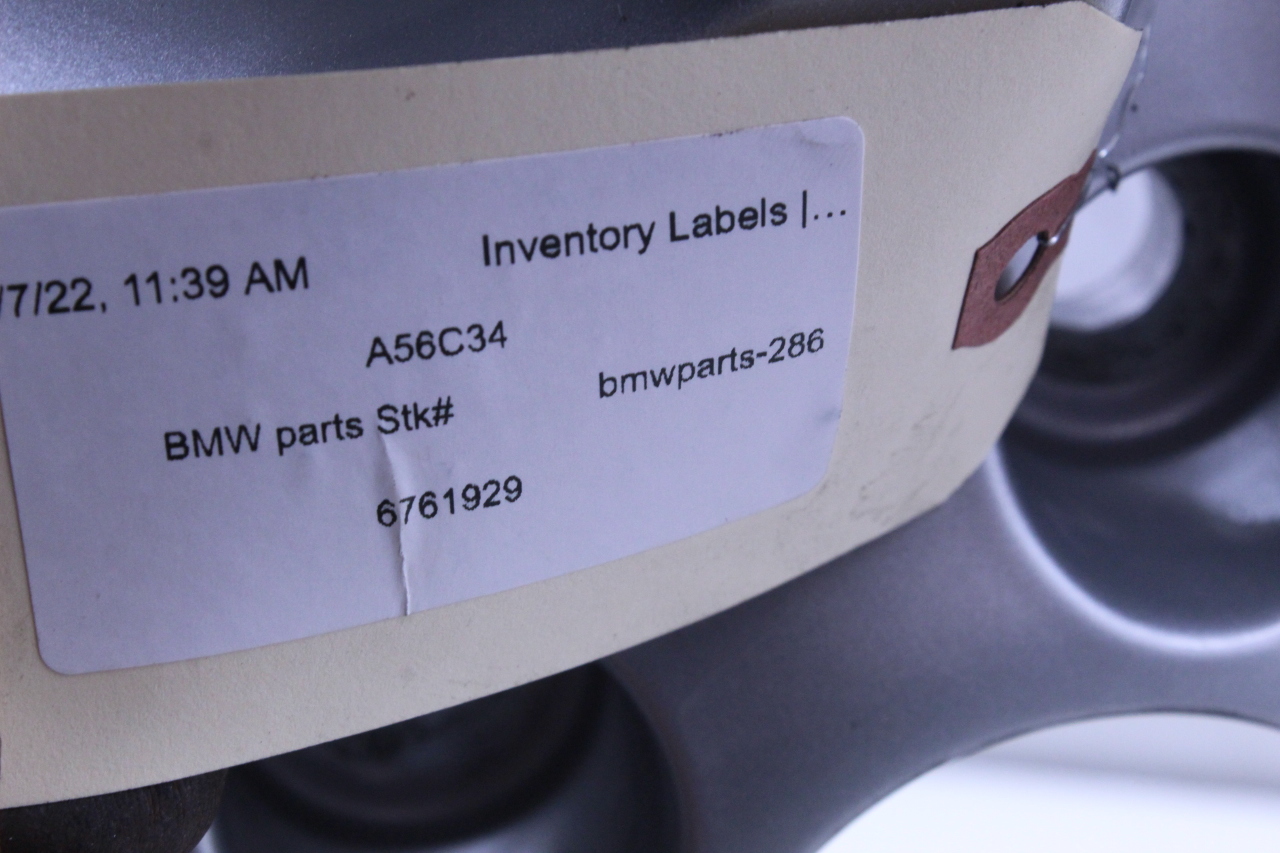 /7/22, 11:39 AM
Inventory Labels |...
A56C34
BMW parts Stk#
bmwparts-286
6761929